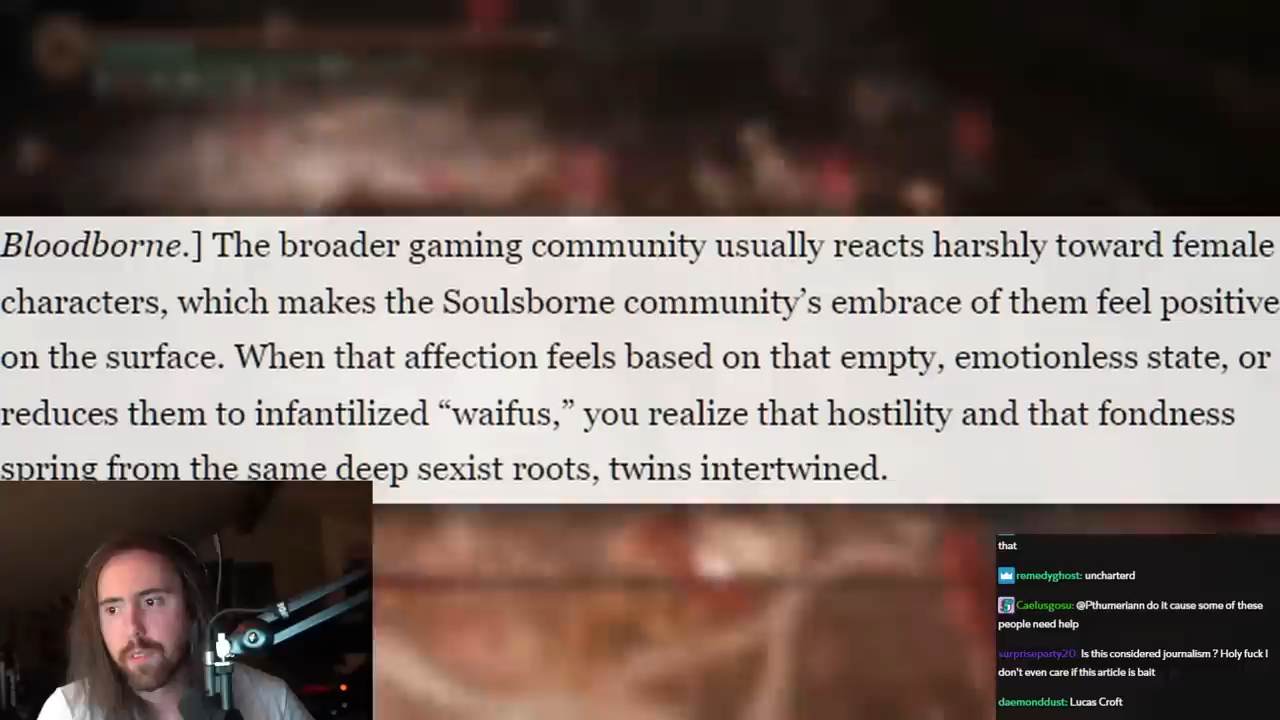 Bloodborne.] The broader gaming community usually reacts harshly toward female
characters, which makes the Soulsborne community’s embrace of them feel positive
on the surface. When that affection feels based on that empty, emotionless state, or
reduces them to infantilized “waifus,” you realize that hostility and that fondness
spring from the same deep sexist roots, twins intertwined.
that
remedyghost: uncharterd
Caelusgosu: @Pthumeriann do it cause some of these
people need help
surpriseparty20: Is this considered journalism ? Holy fuck I
don't even care if this article is bait
daemonddust: Lucas Croft